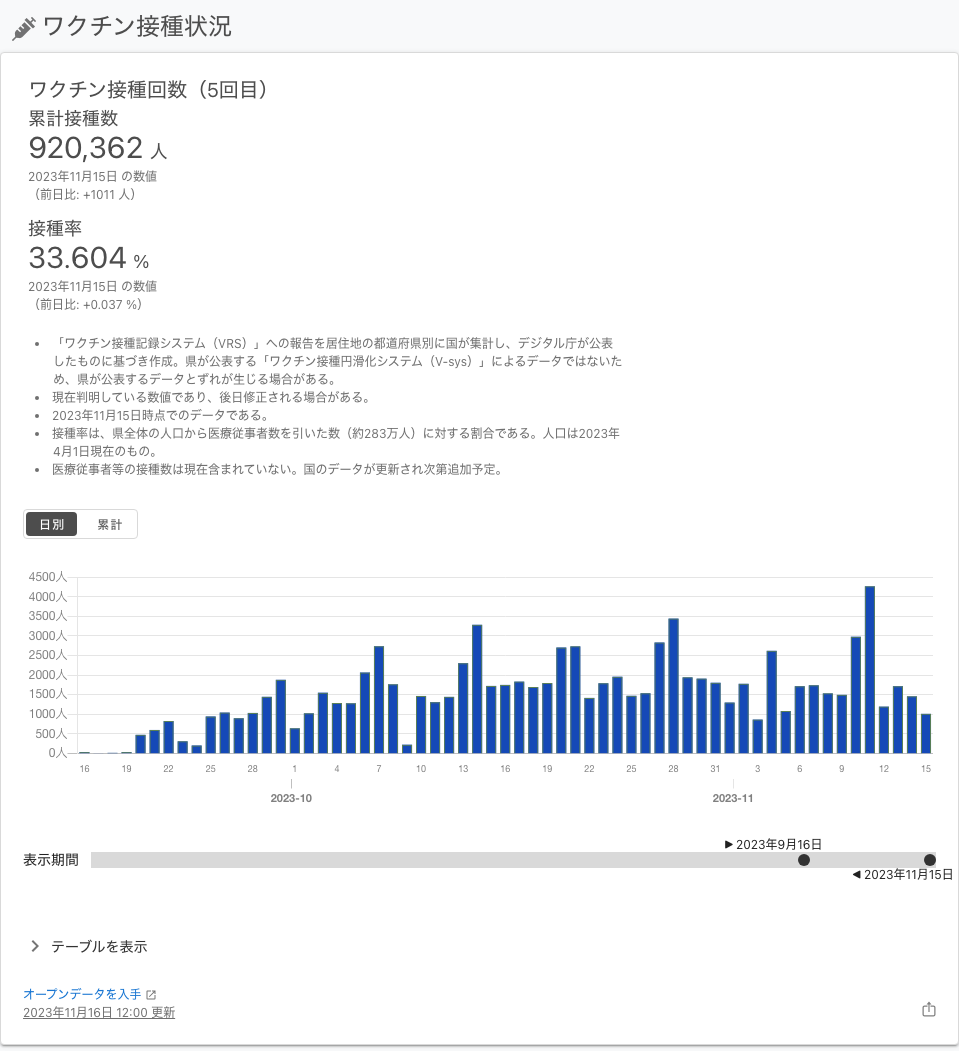 ワクチン接種状況
ワクチン接種回数（5回目）
累計接種数
920,362 人
2023年11月15日 の数値
（前日比: +1011 人）
接種率
33.604 %
2023年11月15日 の数値
（前日比: +0.037 %）
• 「ワクチン接種記録システム（VRS）」への報告を居住地の都道府県別に国が集計し、デジタル庁が公表
したものに基づき作成。県が公表する「ワクチン接種円滑化システム（V-sys）」によるデータではないた
め、県が公表するデータとずれが生じる場合がある。
• 現在判明している数値であり、後日修正される場合がある。
• 2023年11月15日時点でのデータである。
• 接種率は、県全体の人口から医療従事者数を引いた数（約283万人）に対する割合である。人口は2023年
4月1日現在のもの。
• 医療従事者等の接種数は現在含まれていない。国のデータが更新され次第追加予定。
日別 累計
4500人
4000人
3500人
3000人
2500人
2000人
1500人
1000人
500人
0人
16 19 22 25 28 1 4 7 10 13 16 19 22 25 28 31 3 6 9 12 15
2023-10 2023-11
▶ 2023年9月16日
表示期間
◀ 2023年11月15日
テーブルを表示
オープンデータを入手
2023年11月16日 12:00 更新